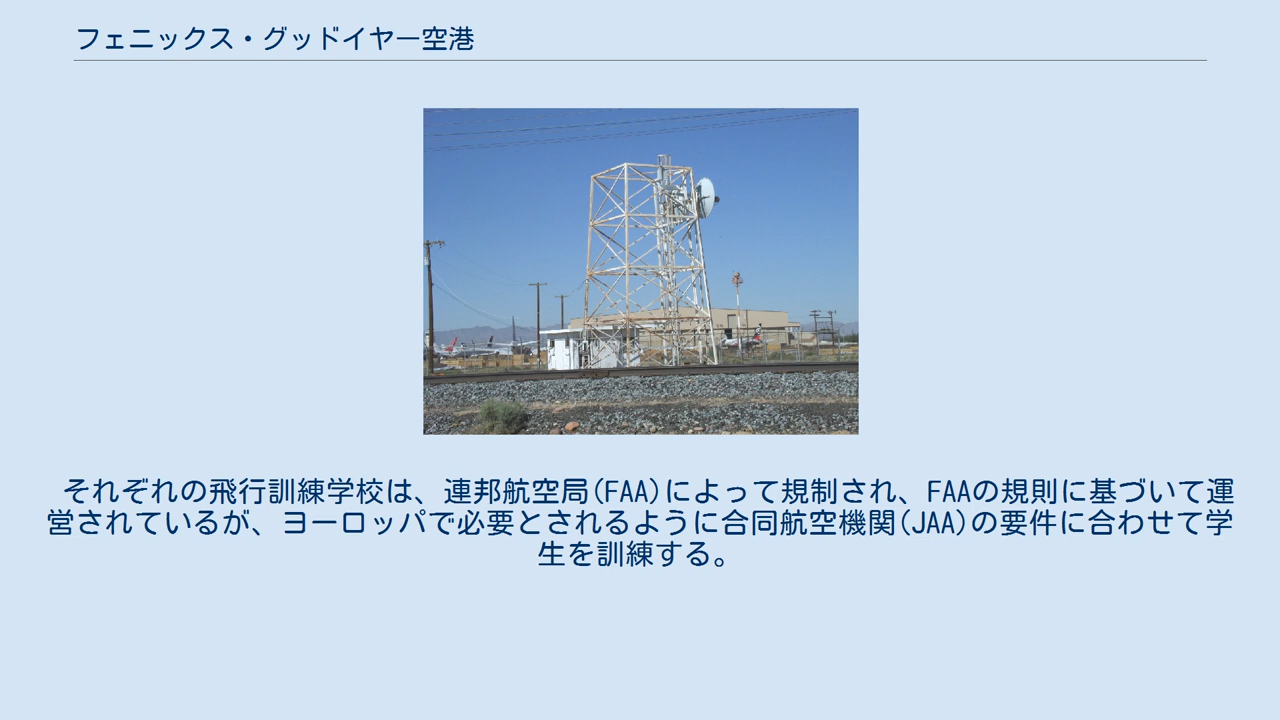 フェニックス・グッドイヤー空港
それぞれの飛行訓練学校は、連邦航空局(FAA)によって規制され、FAAの規則に基づいて運
営されているが、ヨーロッパで必要とされるように合同航空機関(JAA)の要件に合わせて学
生を訓練する。